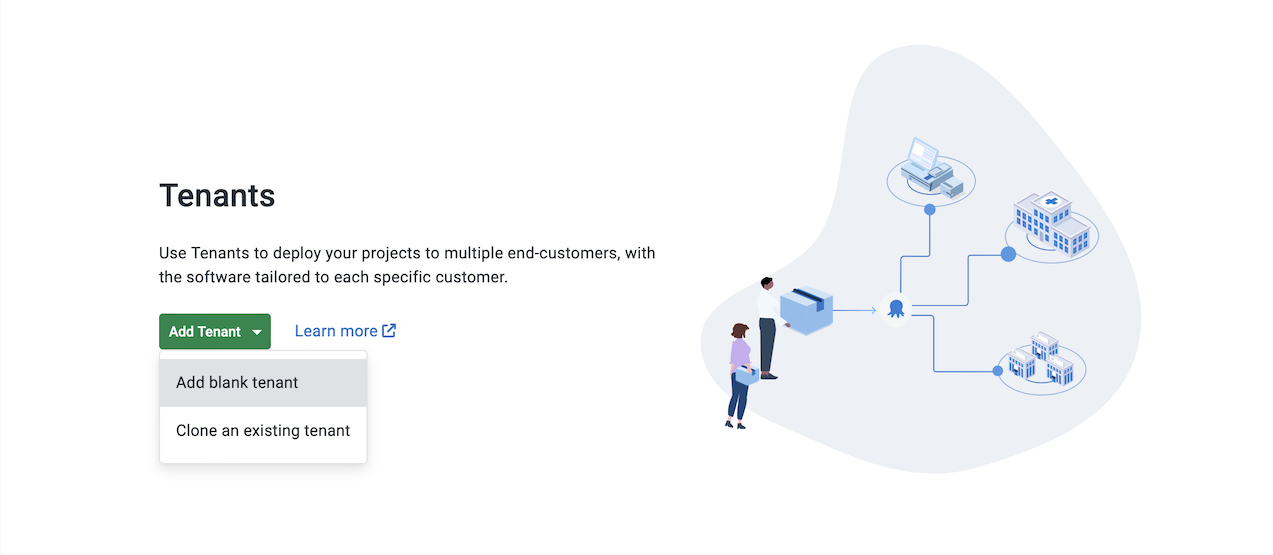 Tenants
Use Tenants to deploy your projects to multiple end-customers, with
the software tailored to each specific customer.
Add Tenant
Learn more
Add blank tenant
Clone an existing tenant